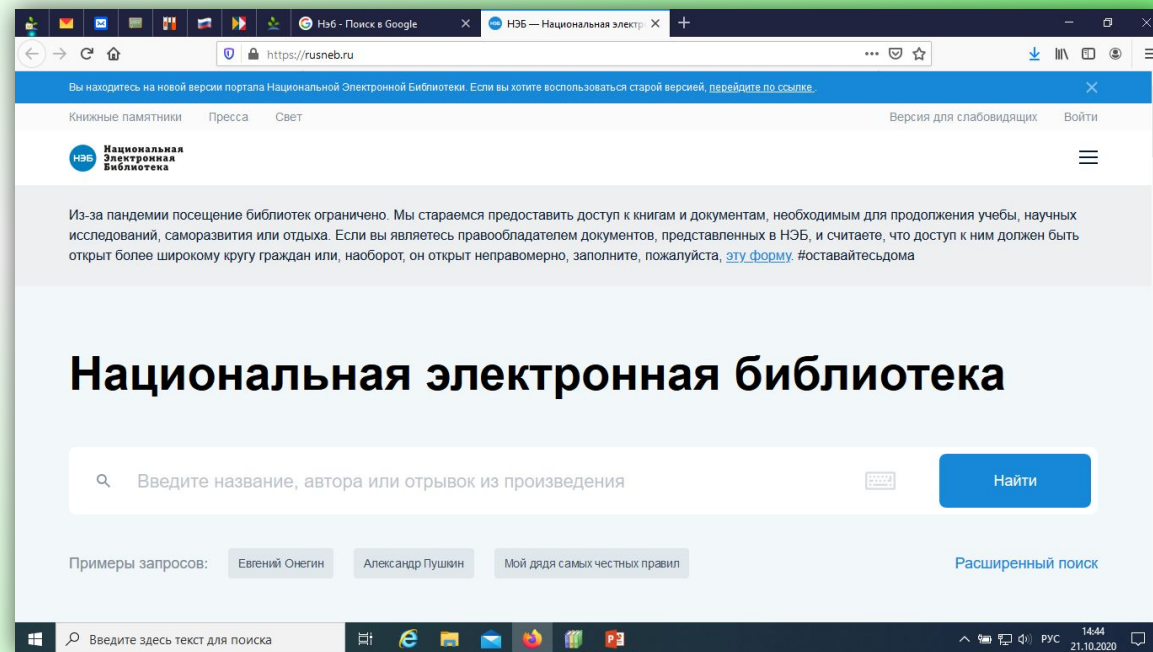 Нэб - Поиск в Google
НЭБ — Национальная электр
https://rusneb.ru
Вы находитесь на новой версии портала Национальной Электронной Библиотеки. Если вы хотите воспользоваться старой версией, перейдите по ссылке.
Книжные памятники Пресса Свет Версия для слабовидящих Войти
нэб Национальная
Электронная
Библиотека
Из-за пандемии посещение библиотек ограничено. Мы стараемся предоставить доступ к книгам и документам, необходимым для продолжения учебы, научных
исследований, саморазвития или отдыха. Если вы являетесь правообладателем документов, представленных в НЭБ, и считаете, что доступ к ним должен быть
открыт более широкому кругу граждан или, наоборот, он открыт неправомерно, заполните, пожалуйста, эту форму. #оставайтесьдома
Национальная электронная библиотека
Введите название, автора или отрывок из произведения Найти
Примеры запросов: Евгений Онегин Александр Пушкин Мой дядя самых честных правил Расширенный поиск
Введите здесь текст для поиска РУС 14:44
21.10.2020